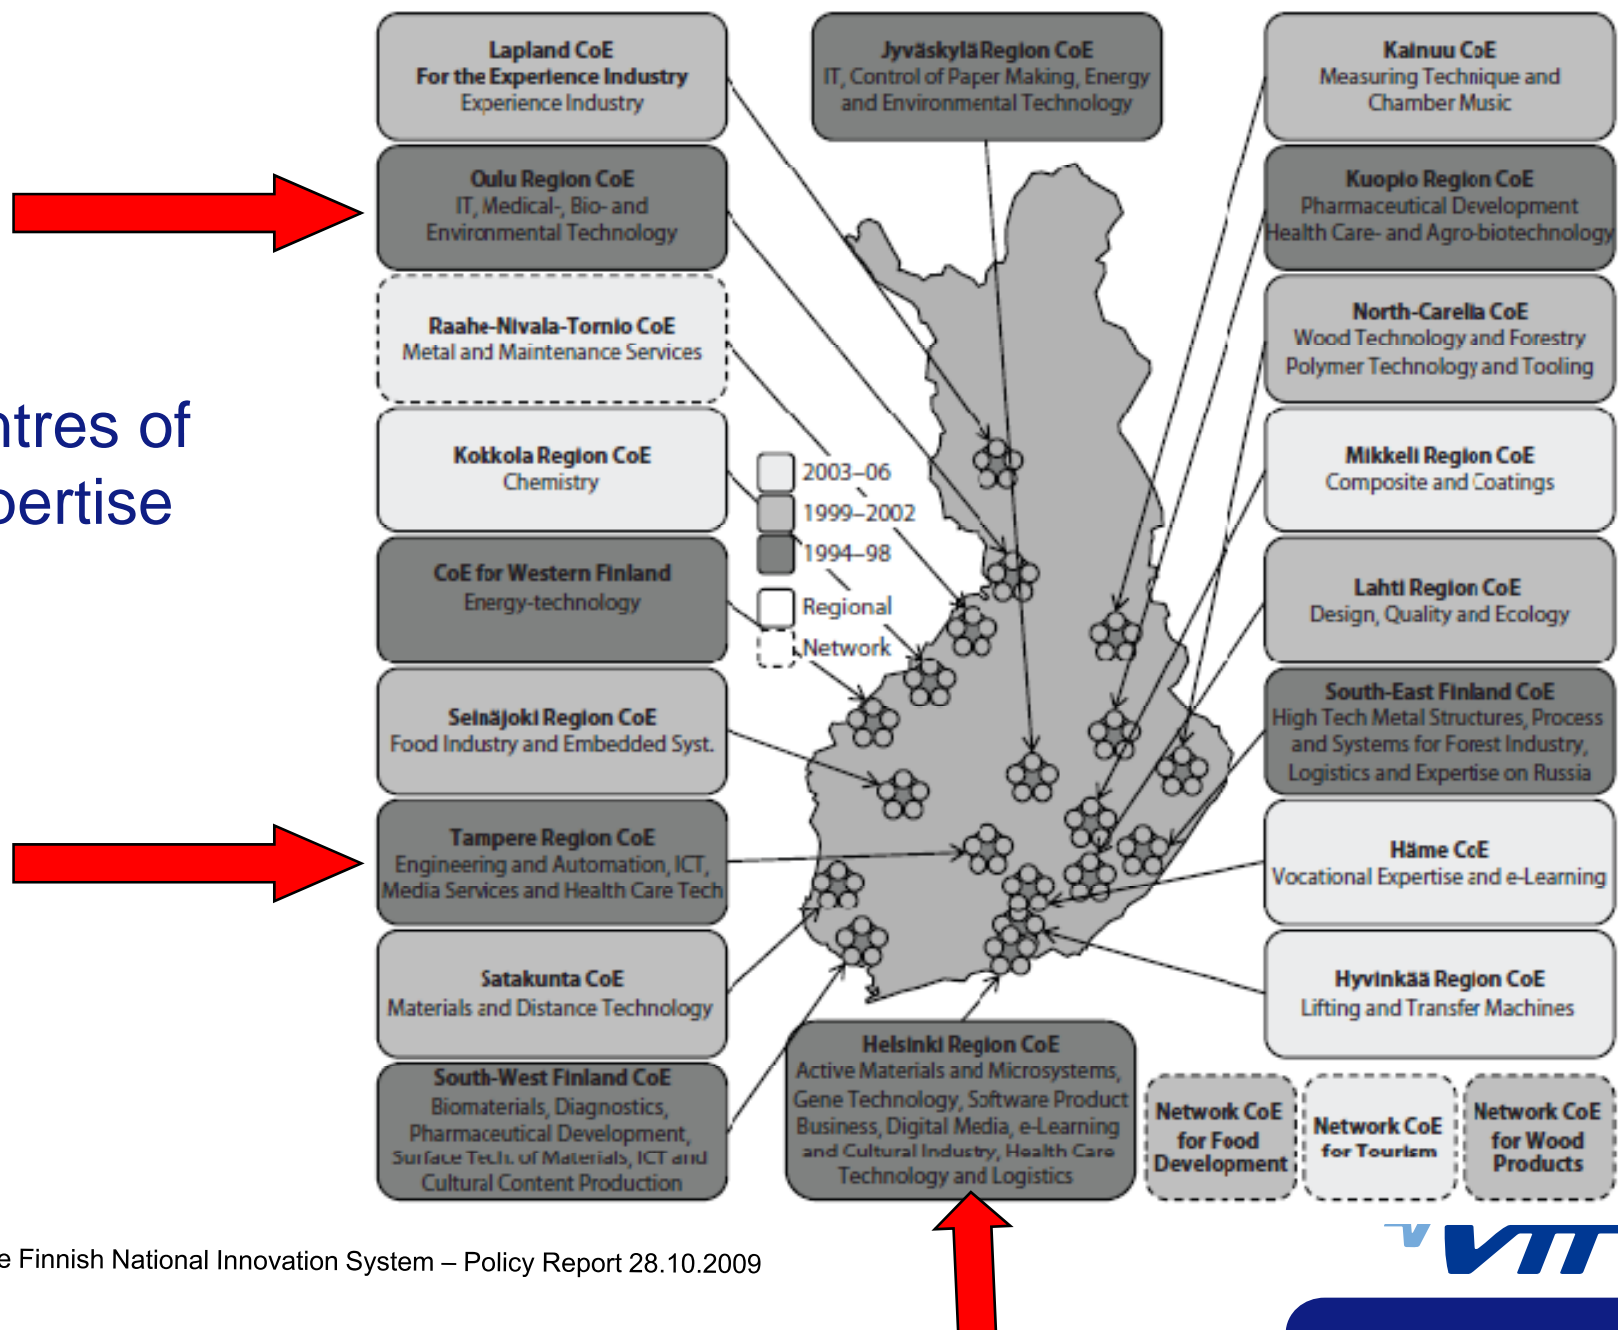 Lapland CoE
For the Experience Industry
Experience Industry
Jyväskylä Region CoE
IT, Control of Paper Making, Energy
and Environmental Technology
Kainuu CoE
Measuring Technique and
Chamber Music
Oulu Region CoE
IT, Medical-, Bio- and
Environmental Technology
Kuopio Region CoE
Pharmaceutical Development
Health Care- and Agro-biotechnology
Raahe-Nivala-Tornio CoE
Metal and Maintenance Services
North-Carelia CoE
Wood Technology and Forestry
Polymer Technology and Tooling
ntres of
pertise
Kokkola Region CoE
Chemistry
2003–06
1999–2002
1994–98
Regional
Network
Mikkeli Region CoE
Composite and Coatings
CoE for Western Finland
Energy-technology
Lahti Region CoE
Design, Quality and Ecology
Seinäjoki Region CoE
Food Industry and Embedded Syst.
South-East Finland CoE
High Tech Metal Structures, Process
and Systems for Forest Industry,
Logistics and Expertise on Russia
Tampere Region CoE
Engineering and Automation, ICT,
Media Services and Health Care Tech
Häme CoE
Vocational Expertise and e-Learning
Satakunta CoE
Materials and Distance Technology
Hyvinkää Region CoE
Lifting and Transfer Machines
South-West Finland CoE
Biomaterials, Diagnostics,
Pharmaceutical Development,
Surface Tech. of Materials, ICT and
Cultural Content Production
Helsinki Region CoE
Active Materials and Microsystems,
Gene Technology, Software Product
Business, Digital Media, e-Learning
and Cultural Industry, Health Care
Technology and Logistics
Network CoE
for Food
Development
Network CoE
for Tourism
Network CoE
for Wood
Products
e Finnish National Innovation System – Policy Report 28.10.2009
VTT